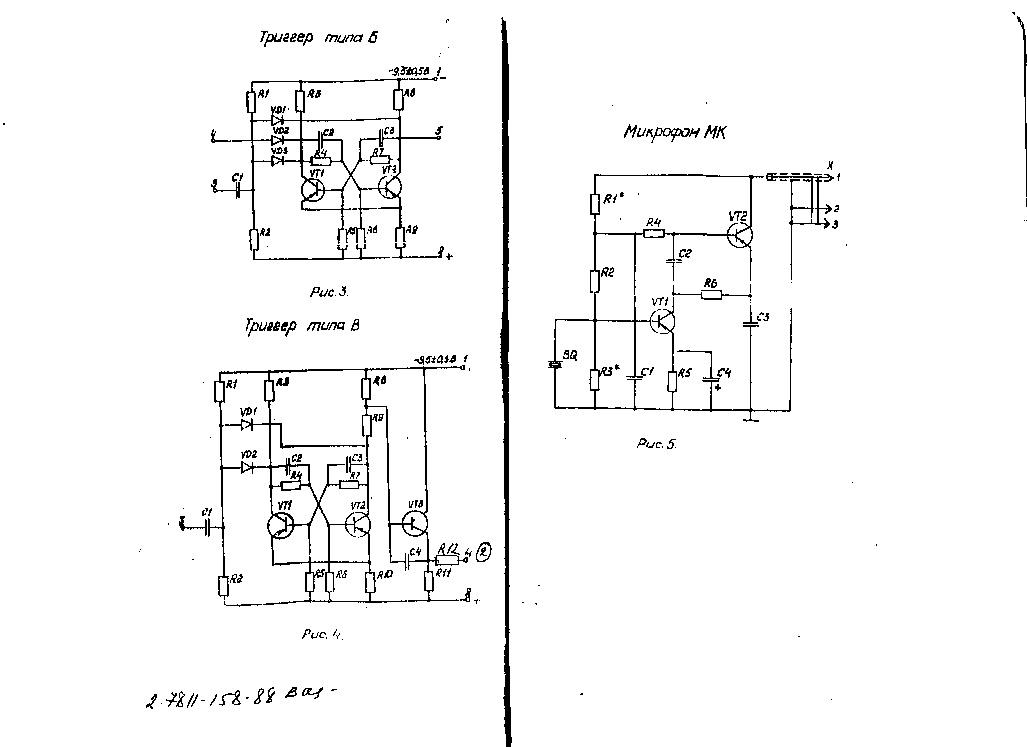 Триггер типа Б
-9,5±0,5В 1 -
R1 R3 R8
VD1
4 VD2 C2 C3 5
VD3 R4 R7
C1 VT1 VT2
R2 R5 R6 R9
8 +
Рис.3.
Триггер типа В
-9,5±0,5В 1 -
R1 R3 R8
VD1 R9
VD2 C2 C3
R4 R7
C1 VT1 VT2 VT3
C4 R12 4 (2)
R2 R5 R6 R10 R11
8 +
Рис. 4.
2.7811-158-88
Микрофон МК
X
1
R1*
2
R4 VT2
3
C2
R2 R6
VT1
C3
BQ
R3* C1 R5 C4
+
Рис.5.